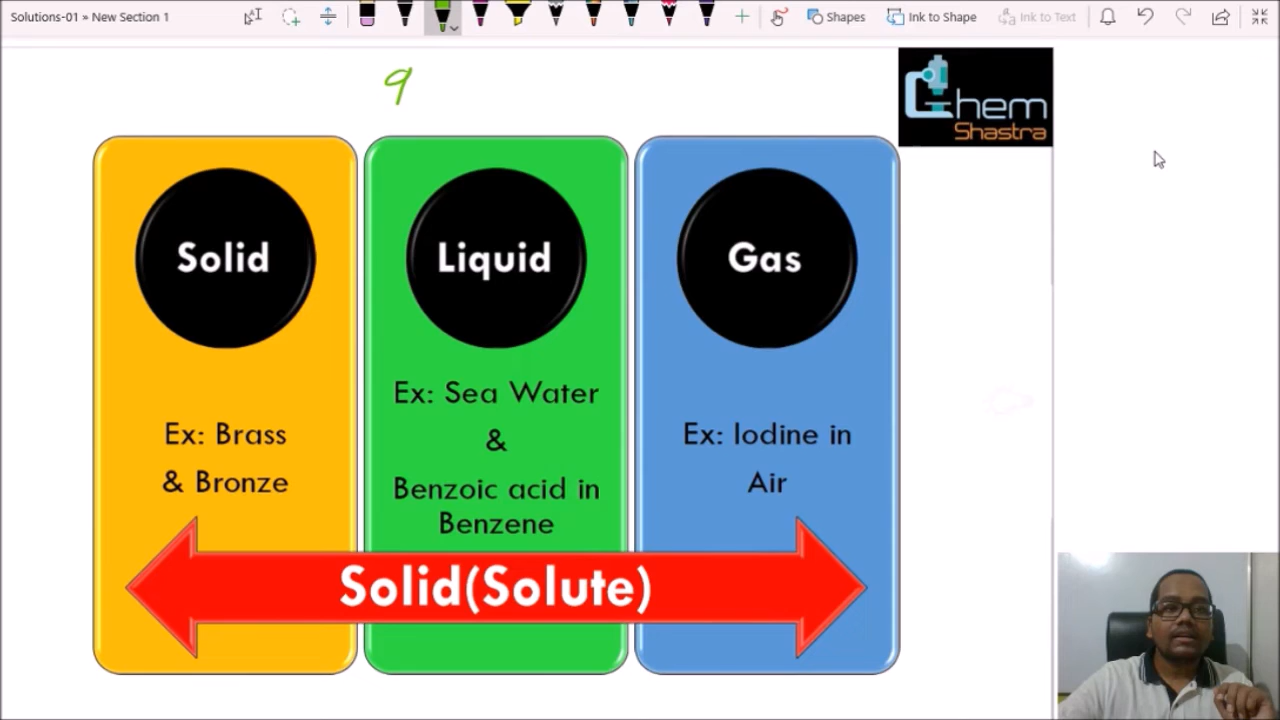 Solutions-01 » New Section 1
Shapes
Ink to Shape
Ink to Text
9
Chem
Shastra
Solid
Liquid
Gas
Ex: Brass
& Bronze
Ex: Sea Water
&
Benzoic acid in
Benzene
Ex: Iodine in
Air
Solid(Solute)